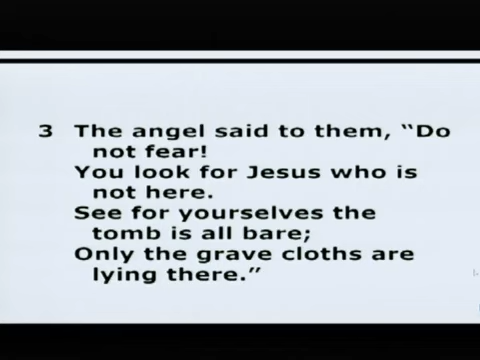 3 The angel said to them, “Do
not fear!
You look for Jesus who is
not here.
See for yourselves the
tomb is all bare;
Only the grave cloths are
lying there.”